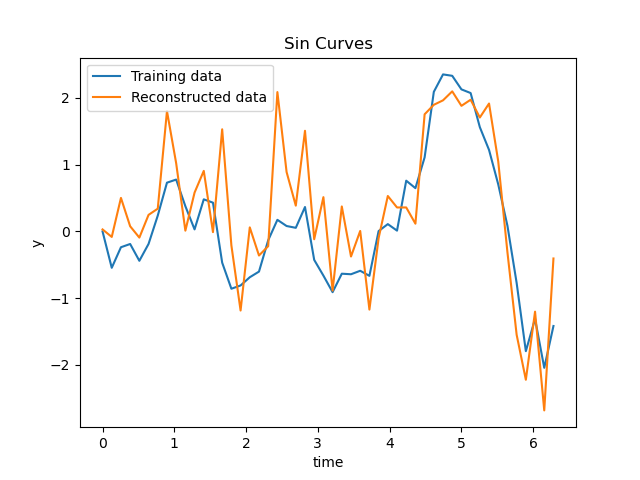 Sin Curves
Training data
Reconstructed data
2
1
0
−1
−2
y
0 1 2 3 4 5 6
time